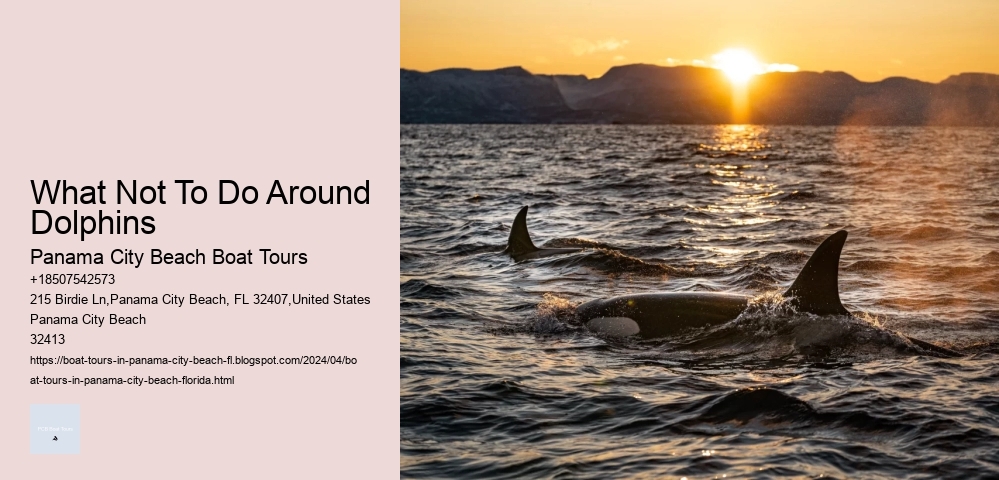 What Not To Do Around
Dolphins
Panama City Beach Boat Tours
+18507542573
215 Birdie Ln,Panama City Beach, FL 32407,United States
Panama City Beach
32413
https://boat-tours-in-panama-city-beach-fl.blogspot.com/2024/04/bo
at-tours-in-panama-city-beach-florida.html